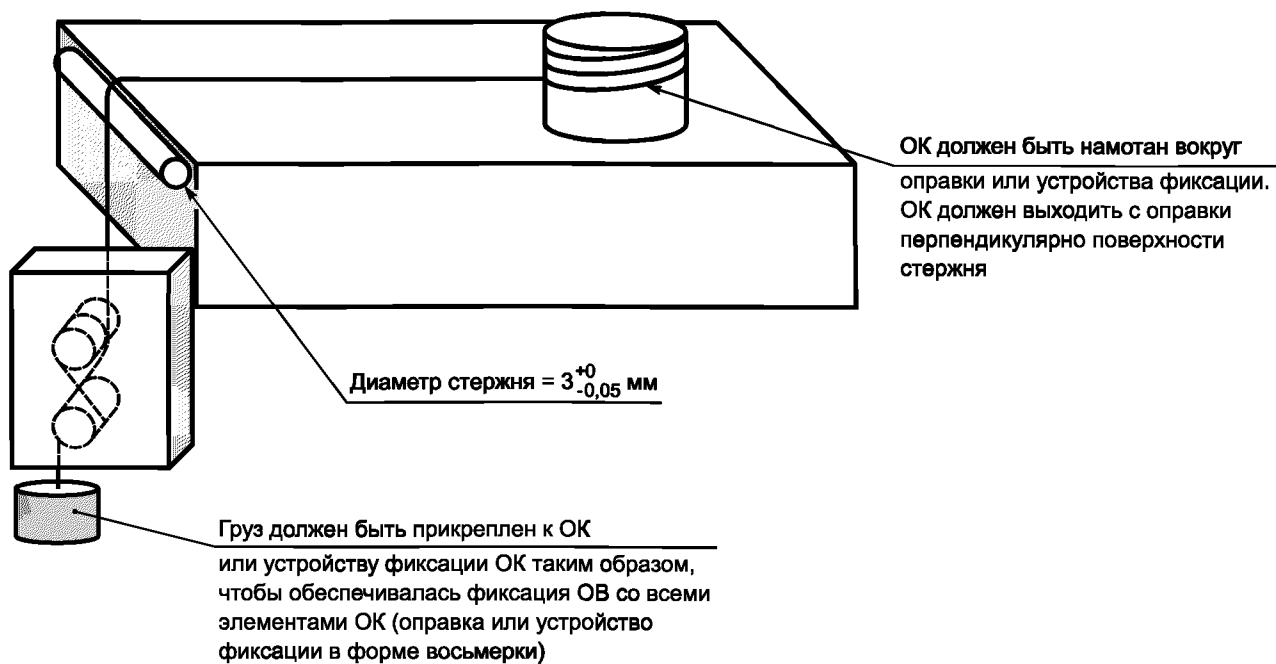 ОК должен быть намотан вокруг
оправки или устройства фиксации.
ОК должен выходить с оправки
перпендикулярно поверхности
стержня
Диаметр стержня = 3 +0 -0,05 мм
Груз должен быть прикреплен к ОК
или устройству фиксации ОК таким образом,
чтобы обеспечивалась фиксация ОВ со всеми
элементами ОК (оправка или устройство
фиксации в форме восьмерки)